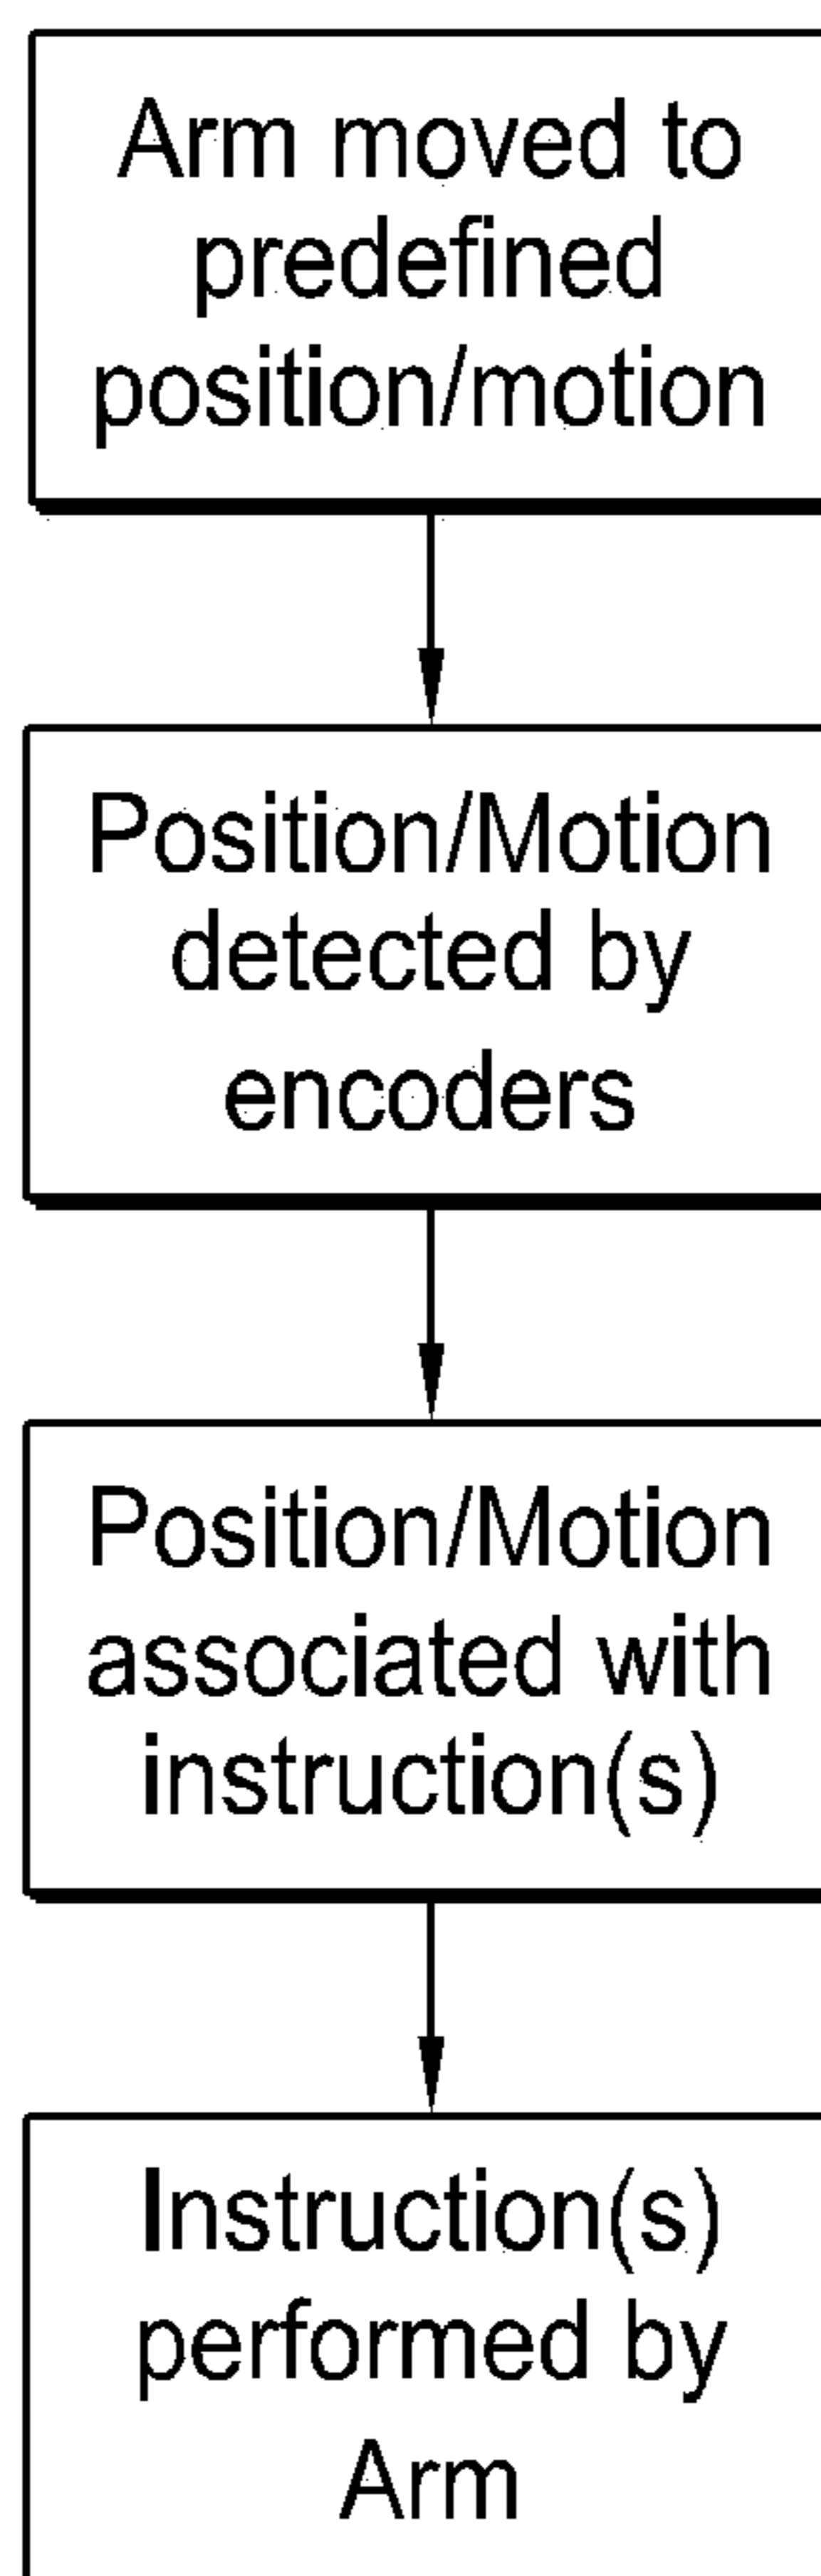 Arm moved to
predefined
position/motion
Position/Motion
detected by
encoders
Position/Motion
associated with
instruction(s)
Instruction(s)
performed by
Arm